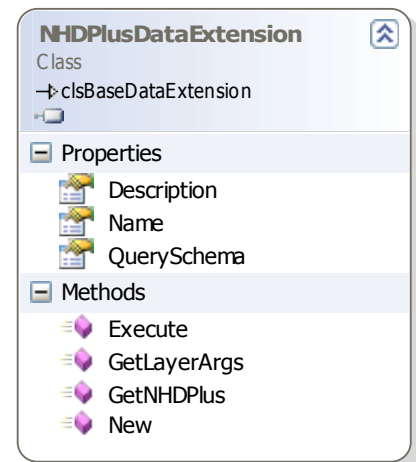 NHDPlusDataExtension
Class
clsBaseDataExtension
Properties
Description
Name
QuerySchema
Methods
Execute
GetLayerArgs
GetNHDPlus
New